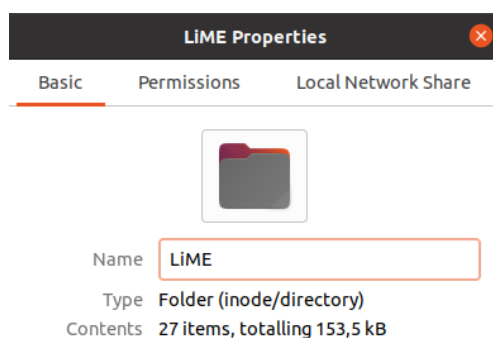 LiME Properties
Basic Permissions Local Network Share
Name LiME
Type Folder (inode/directory)
Contents 27 items, totalling 153,5 kB